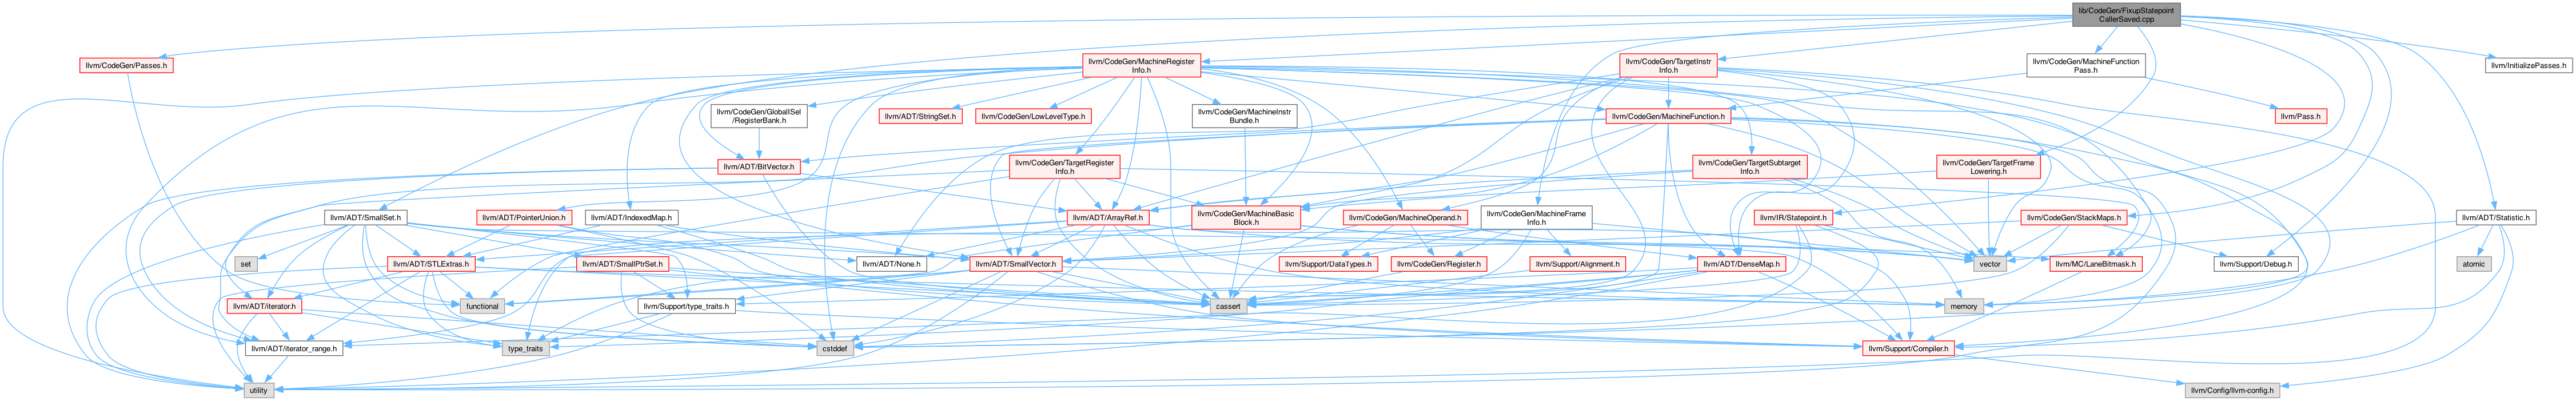 lib/CodeGen/FixupStatepoint
CallerSaved.cpp
llvm/CodeGen/Passes.h
llvm/CodeGen/MachineRegister
Info.h
llvm/CodeGen/TargetInstr
Info.h
llvm/CodeGen/MachineFunction
Pass.h
llvm/InitializePasses.h
llvm/CodeGen/GlobalISel
/RegisterBank.h
llvm/ADT/StringSet.h
llvm/CodeGen/LowLevelType.h
llvm/CodeGen/MachineInstr
Bundle.h
llvm/CodeGen/MachineFunction.h
llvm/Pass.h
llvm/ADT/BitVector.h
llvm/CodeGen/TargetRegister
Info.h
llvm/CodeGen/TargetSubtarget
Info.h
llvm/CodeGen/TargetFrame
Lowering.h
llvm/ADT/SmallSet.h
llvm/ADT/PointerUnion.h
llvm/ADT/IndexedMap.h
llvm/ADT/ArrayRef.h
llvm/CodeGen/MachineBasic
Block.h
llvm/CodeGen/MachineOperand.h
llvm/CodeGen/MachineFrame
Info.h
llvm/IR/Statepoint.h
llvm/CodeGen/StackMaps.h
llvm/ADT/Statistic.h
set
llvm/ADT/STLExtras.h
llvm/ADT/SmallPtrSet.h
llvm/ADT/None.h
llvm/ADT/SmallVector.h
llvm/Support/DataTypes.h
llvm/CodeGen/Register.h
llvm/Support/Alignment.h
llvm/ADT/DenseMap.h
vector
llvm/MC/LaneBitmask.h
llvm/Support/Debug.h
atomic
llvm/ADT/iterator.h
functional
llvm/Support/type_traits.h
cassert
memory
llvm/ADT/iterator_range.h
type_traits
cstddef
llvm/Support/Compiler.h
utility
llvm/Config/llvm-config.h